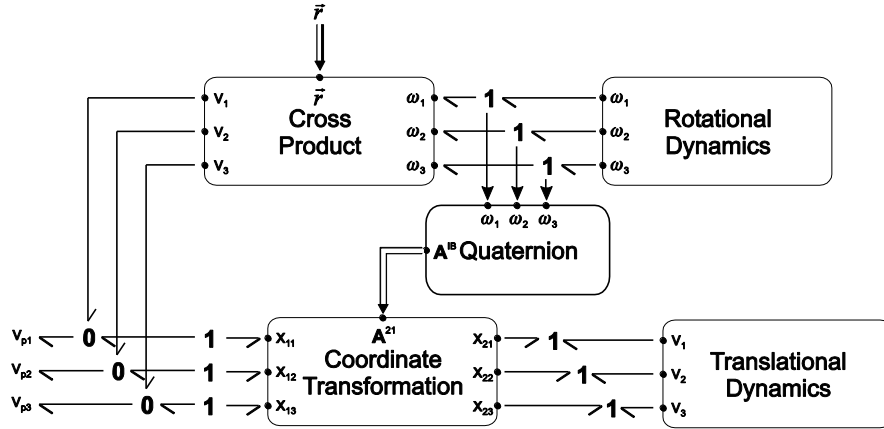 r⃗
r⃗
V₁ ω₁ 1 ω₁
Cross
V₂ ω₂ 1 ω₂ Rotational
Product
Dynamics
V₃ ω₃ 1 ω₃
ω₁ ω₂ ω₃
Aᴵᴮ Quaternion
A²¹
Vₚ₁ 0 1 X₁₁ X₂₁ 1 V₁
Coordinate
Translational
Vₚ₂ 0 1 X₁₂ X₂₂ 1 V₂
Transformation
Dynamics
Vₚ₃ 0 1 X₁₃ X₂₃ 1 V₃